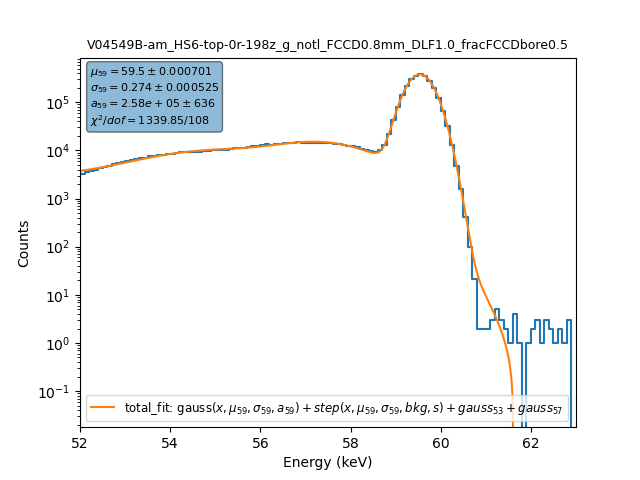 V04549B-am_HS6-top-0r-198z_g_notl_FCCD0.8mm_DLF1.0_fracFCCDbore0.5
μ₅₉ = 59.5 ± 0.000701
σ₅₉ = 0.274 ± 0.000525
a₅₉ = 2.58e + 05 ± 636
χ²/dof = 1339.85/108
10⁵
10⁴
10³
10²
10¹
10⁰
10⁻¹
Counts
total_fit: gauss(x, μ₅₉, σ₅₉, a₅₉) + step(x, μ₅₉, σ₅₉, bkg, s) + gauss₅₃ + gauss₅₇
52 54 56 58 60 62
Energy (keV)